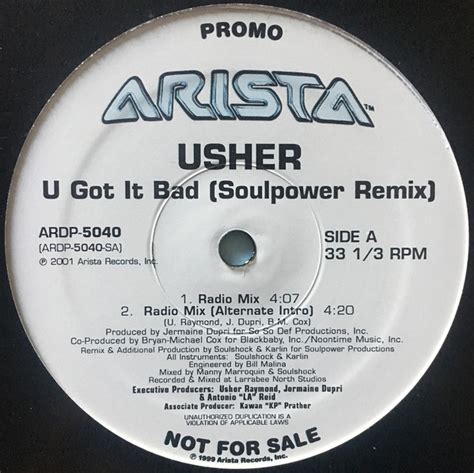 PROMO
ARISTA™
USHER
U Got It Bad (Soulpower Remix)
ARDP-5040
(ARDP-5040-SA)
℗ 2001 Arista Records, Inc.
SIDE A
33 1/3 RPM
1. Radio Mix 4:07
2. Radio Mix (Alternate Intro) 4:20
(U. Raymond, J. Dupri, B.M. Cox)
Produced by Jermaine Dupri for So So Def Productions, Inc.
Co-Produced by Bryan-Michael Cox for Blackbaby, Inc./Noontime Music, Inc.
Remix & Additional Production by Soulshock & Karlin for Soulpower Productions
All Instruments: Soulshock & Karlin
Engineered by Bill Malina
Mixed by Manny Marroquin & Soulshock
Recorded & Mixed at Larrabee North Studios
Executive Producers: Usher Raymond, Jermaine Dupri
& Antonio "LA" Reid
Associate Producer: Kawan "KP" Prather
UNAUTHORIZED DUPLICATION IS A
VIOLATION OF APPLICABLE LAWS
NOT FOR SALE
℗ 1999 Arista Records, Inc.